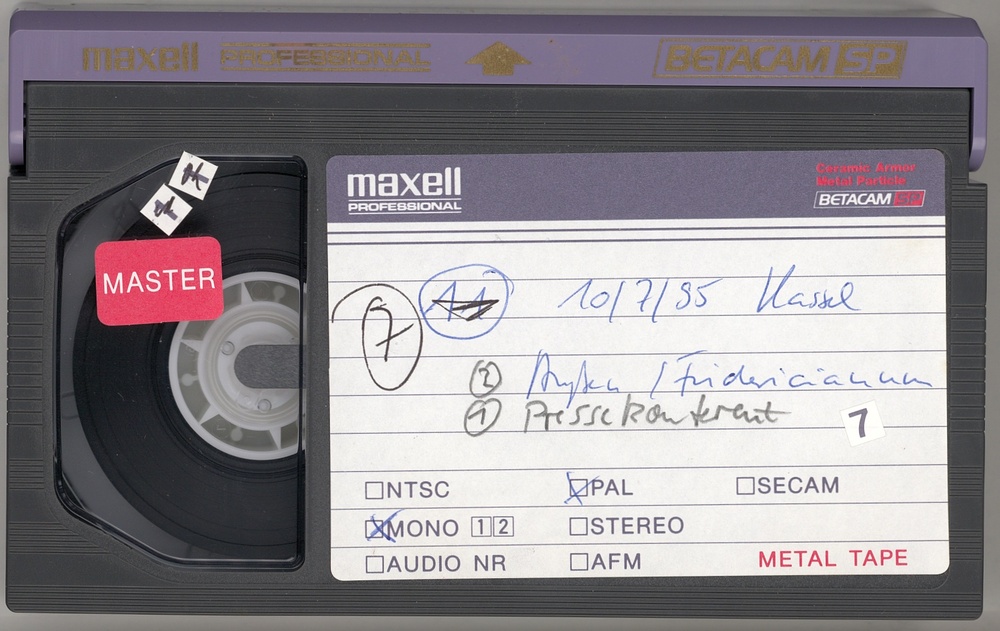 maxell PROFESSIONAL BETACAM SP
MASTER
maxell
PROFESSIONAL
Ceramic Armor
Metal Particle
BETACAM SP
7
10/7/95 Kassel
② Außen / Fridericianum
① Pressekonferenz
7
NTSC PAL SECAM
MONO 1 2 STEREO
AUDIO NR AFM METAL TAPE